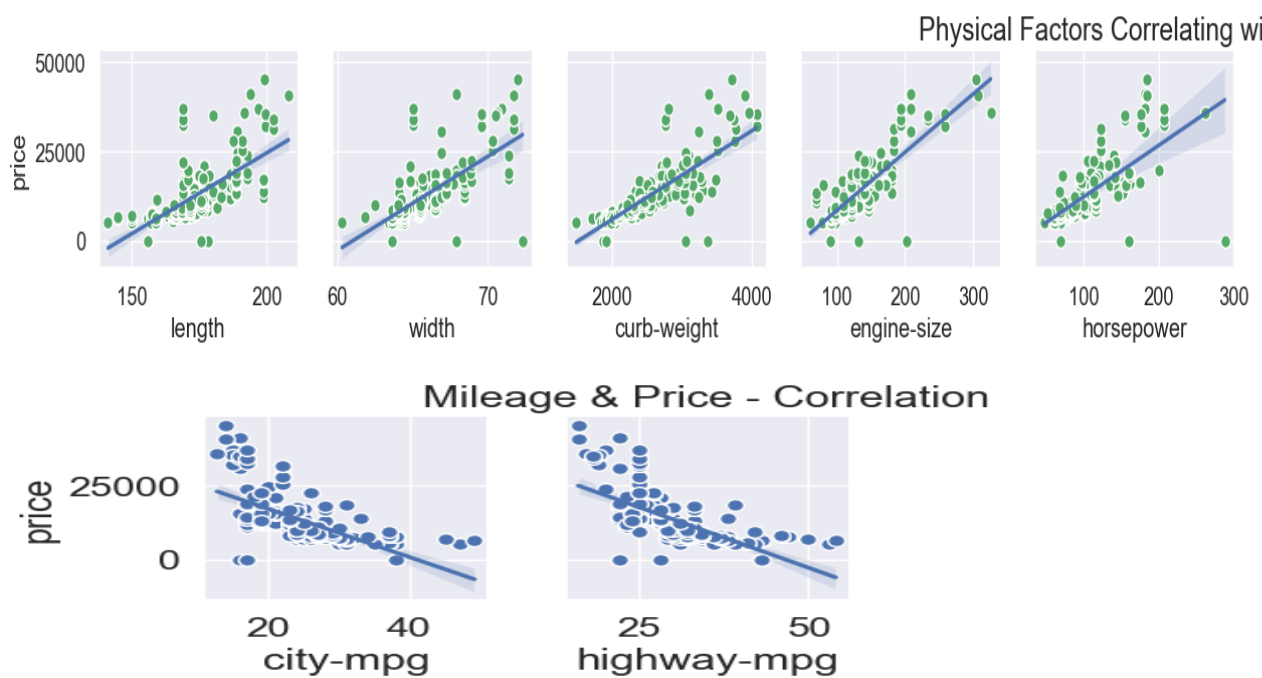 Physical Factors Correlating wi
price
50000
25000
0
150 200
length
60 70
width
2000 4000
curb-weight
100 200 300
engine-size
100 200 300
horsepower
Mileage & Price - Correlation
price
25000
0
20 40
city-mpg
25 50
highway-mpg